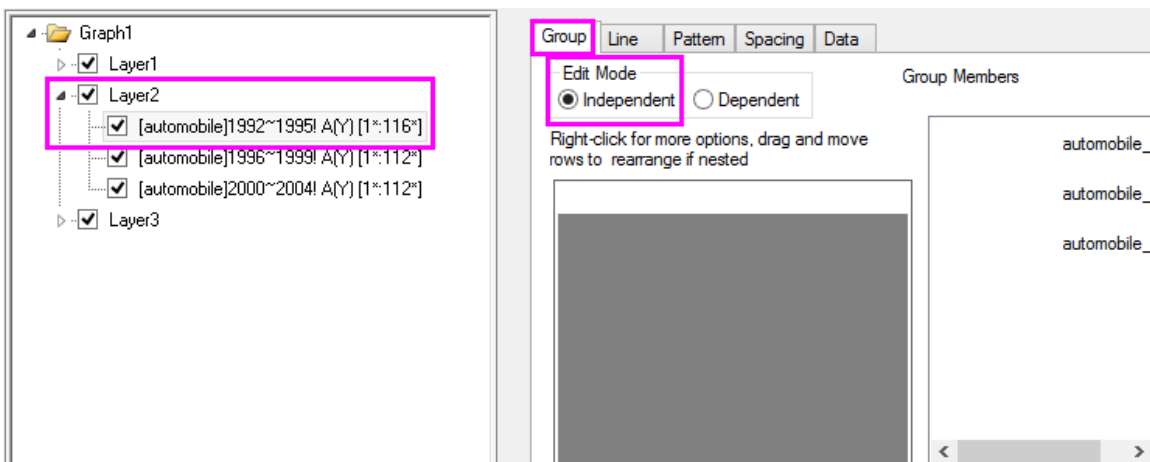 Graph1
Layer1
Layer2
[automobile]1992~1995! A(Y) [1*:116*]
[automobile]1996~1999! A(Y) [1*:112*]
[automobile]2000~2004! A(Y) [1*:112*]
Layer3
Group Line Pattern Spacing Data
Edit Mode
Independent Dependent
Group Members
Right-click for more options, drag and move
rows to rearrange if nested
automobile_
automobile_
automobile_